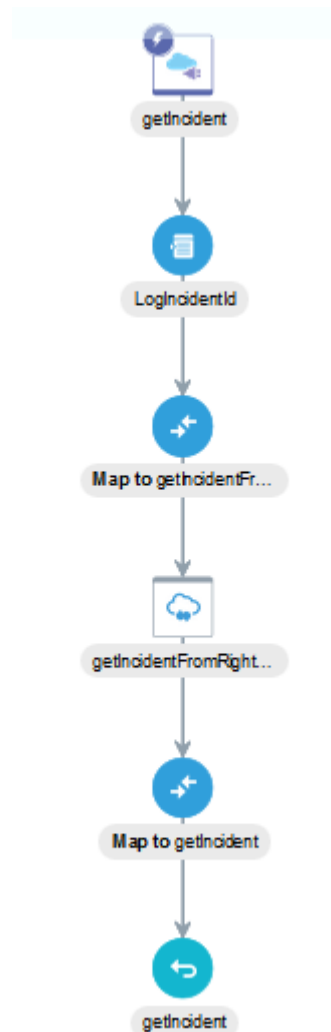 getIncident
LogIncidentId
Map to getIncidentFr...
getIncidentFromRight...
Map to getIncident
getIncident